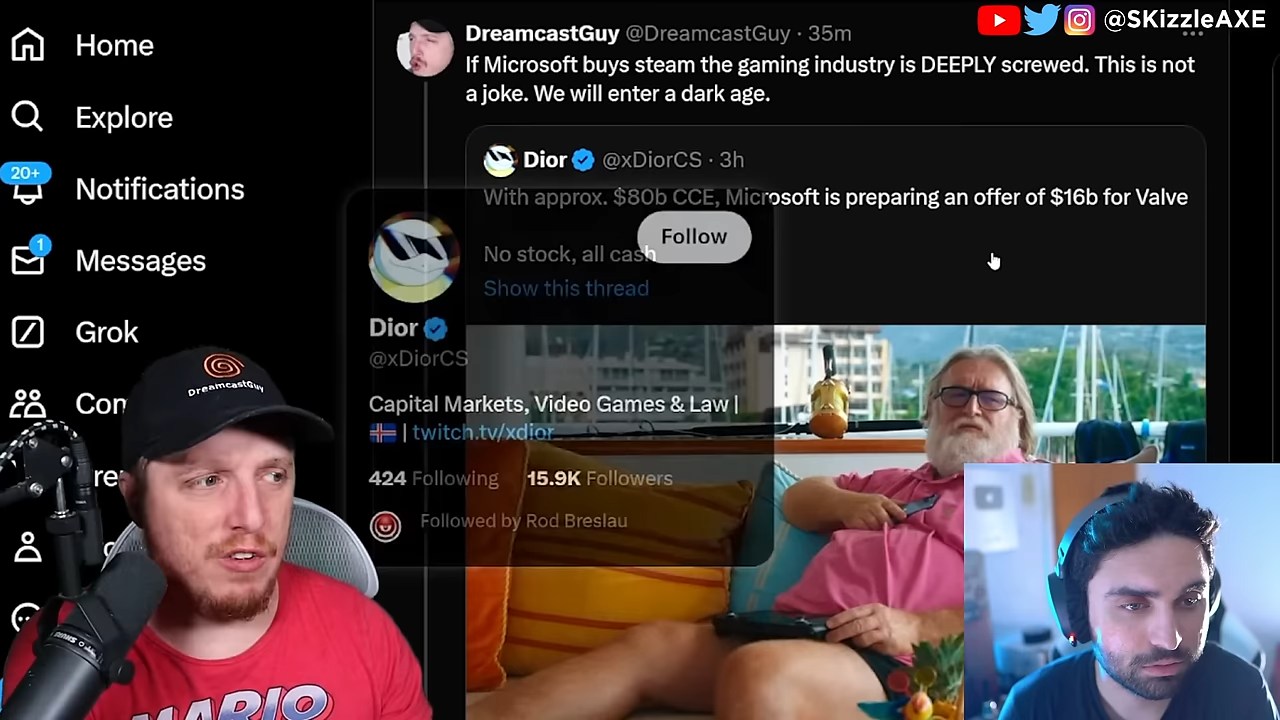 @SKizzleAXE
Home
Explore
20+
Notifications
1
Messages
Grok
Com
DreamcastGuy @DreamcastGuy · 35m
If Microsoft buys steam the gaming industry is DEEPLY screwed. This is not
a joke. We will enter a dark age.
Dior @xDiorCS · 3h
With approx. $80b CCE, Microsoft is preparing an offer of $16b for Valve
No stock, all cash
Show this thread
Follow
Dior
@xDiorCS
Capital Markets, Video Games & Law |
| twitch.tv/xdior
424 Following 15.9K Followers
Followed by Rod Breslau
DreamcastGuy
MARIO